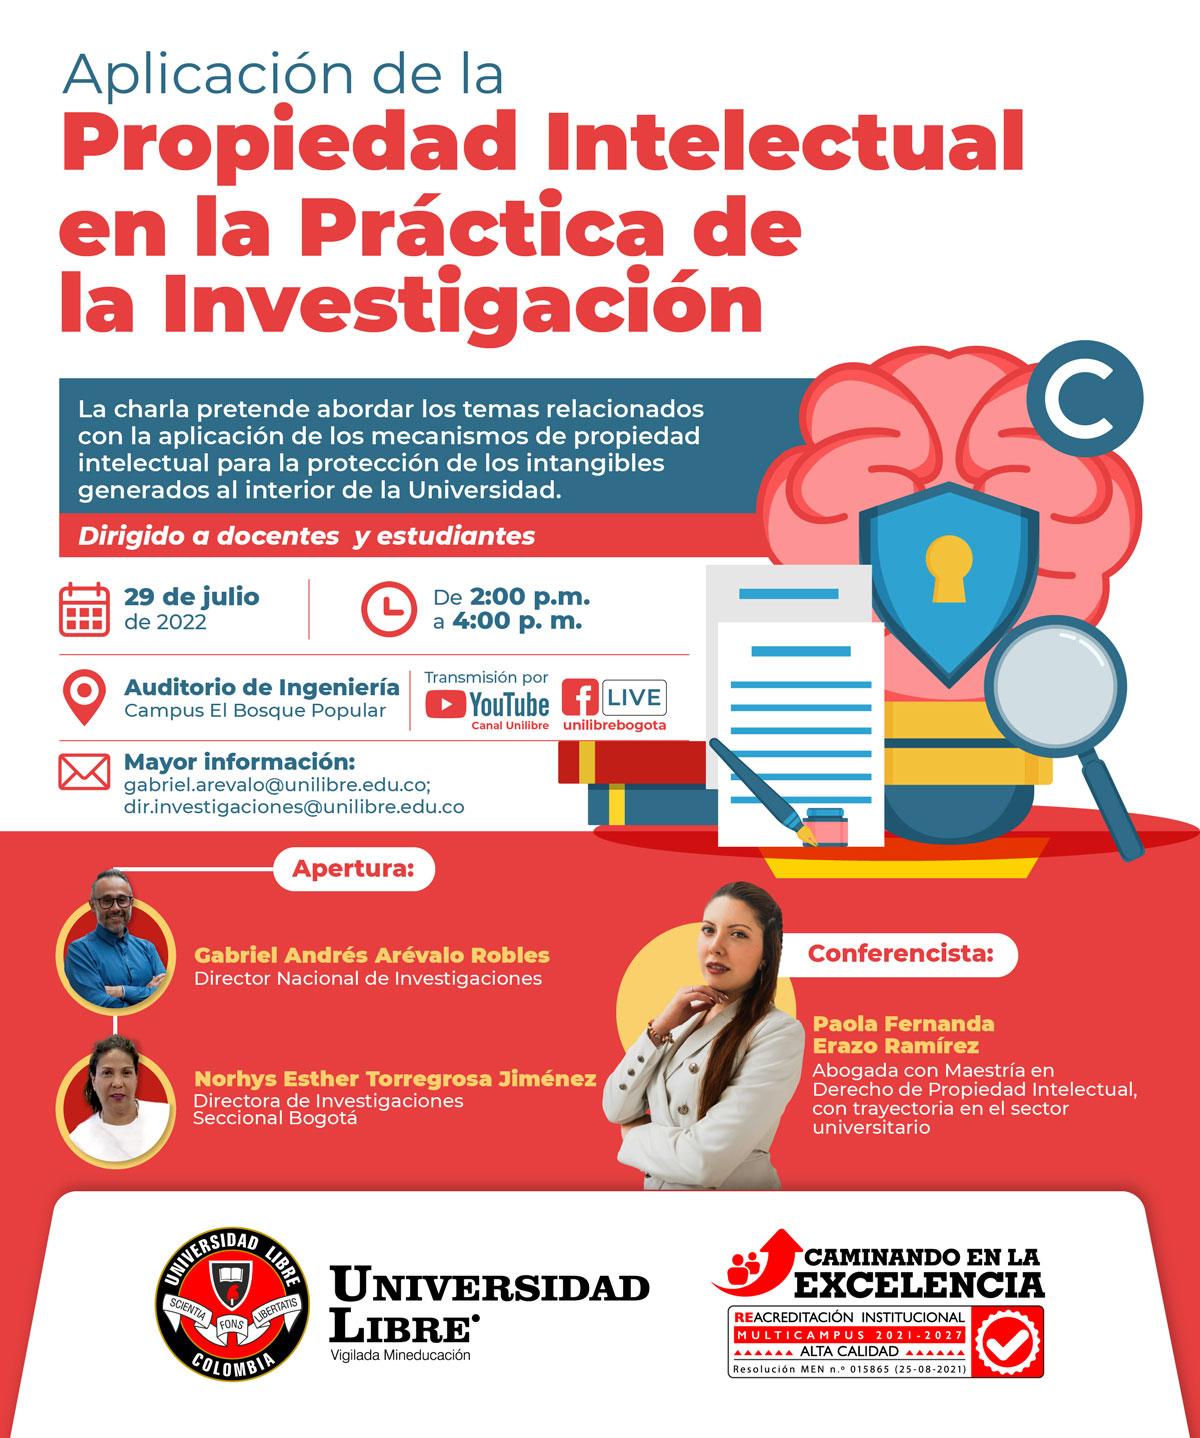 Aplicación de la
Propiedad Intelectual
en la Práctica de
la Investigación
C
La charla pretende abordar los temas relacionados
con la aplicación de los mecanismos de propiedad
intelectual para la protección de los intangibles
generados al interior de la Universidad.
Dirigido a docentes y estudiantes
29 de julio
de 2022
De 2:00 p.m.
a 4:00 p. m.
Auditorio de Ingeniería
Campus El Bosque Popular
Transmisión por
YouTube
Canal Unilibre
f LIVE
unilibrebogota
Mayor información:
gabriel.arevalo@unilibre.edu.co;
dir.investigaciones@unilibre.edu.co
Apertura:
Gabriel Andrés Arévalo Robles
Director Nacional de Investigaciones
Norhys Esther Torregrosa Jiménez
Directora de Investigaciones
Seccional Bogotá
Conferencista:
Paola Fernanda
Erazo Ramírez
Abogada con Maestría en
Derecho de Propiedad Intelectual,
con trayectoria en el sector
universitario
UNIVERSIDAD LIBRE
SCIENTIA FONS LIBERTATIS
COLOMBIA
UNIVERSIDAD
LIBRE
Vigilada Mineducación
CAMINANDO EN LA
EXCELENCIA
REACREDITACIÓN INSTITUCIONAL
MULTICAMPUS 2021-2027
ALTA CALIDAD
Resolución MEN n.º 015865 (25-08-2021)